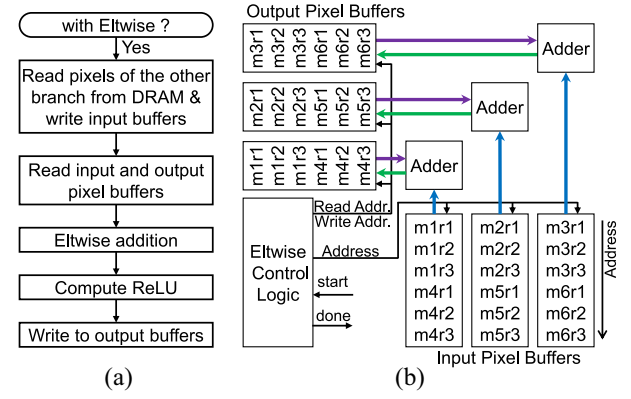 with Eltwise ?
Yes
Read pixels of the other
branch from DRAM &
write input buffers
Read input and output
pixel buffers
Eltwise addition
Compute ReLU
Write to output buffers
(a)
Output Pixel Buffers
m3r1 m3r2 m3r3 m6r1 m6r2 m6r3
Adder
m2r1 m2r2 m2r3 m5r1 m5r2 m5r3
Adder
m1r1 m1r2 m1r3 m4r1 m4r2 m4r3
Adder
Read Addr.
Write Addr.
Address
Eltwise
Control
Logic
start
done
m1r1
m1r2
m1r3
m4r1
m4r2
m4r3
m2r1
m2r2
m2r3
m5r1
m5r2
m5r3
m3r1
m3r2
m3r3
m6r1
m6r2
m6r3
Address
Input Pixel Buffers
(b)